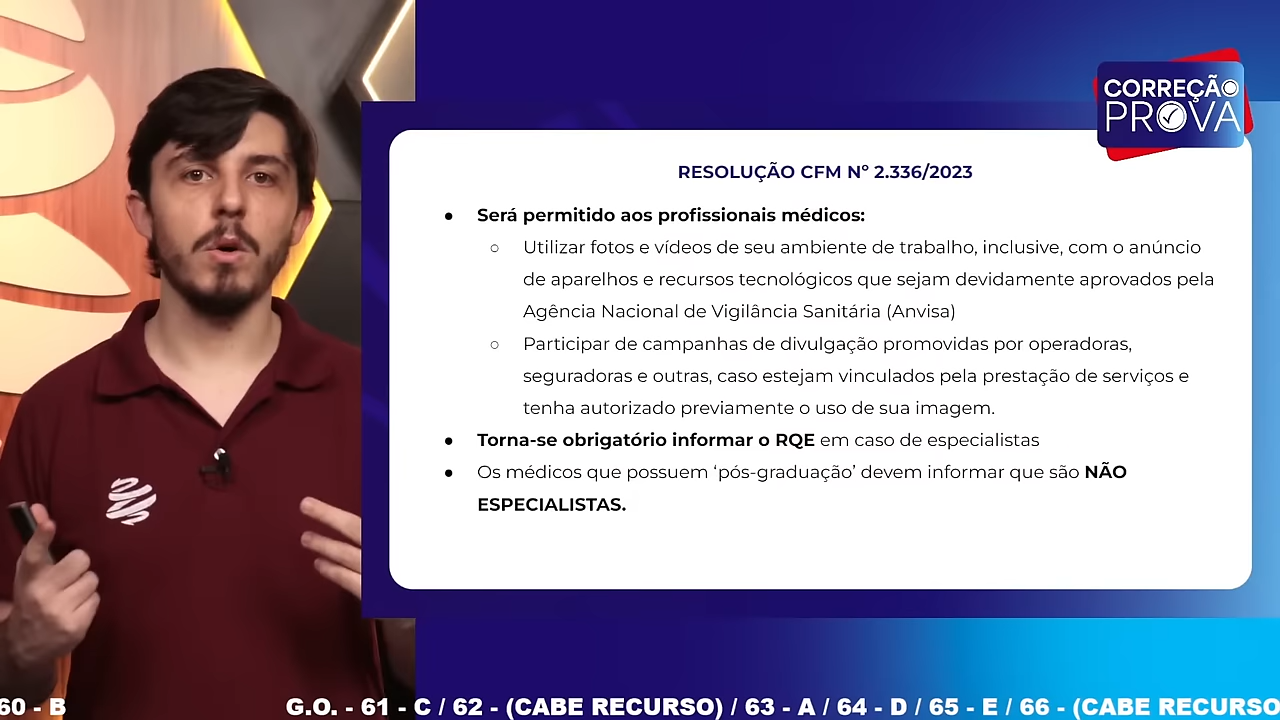 CORREÇÃO
PROVA
RESOLUÇÃO CFM Nº 2.336/2023
● Será permitido aos profissionais médicos:
○ Utilizar fotos e vídeos de seu ambiente de trabalho, inclusive, com o anúncio
de aparelhos e recursos tecnológicos que sejam devidamente aprovados pela
Agência Nacional de Vigilância Sanitária (Anvisa)
○ Participar de campanhas de divulgação promovidas por operadoras,
seguradoras e outras, caso estejam vinculados pela prestação de serviços e
tenha autorizado previamente o uso de sua imagem.
● Torna-se obrigatório informar o RQE em caso de especialistas
● Os médicos que possuem ‘pós-graduação’ devem informar que são NÃO
ESPECIALISTAS.
60 - B G.O. - 61 - C / 62 - (CABE RECURSO) / 63 - A / 64 - D / 65 - E / 66 - (CABE RECURSO